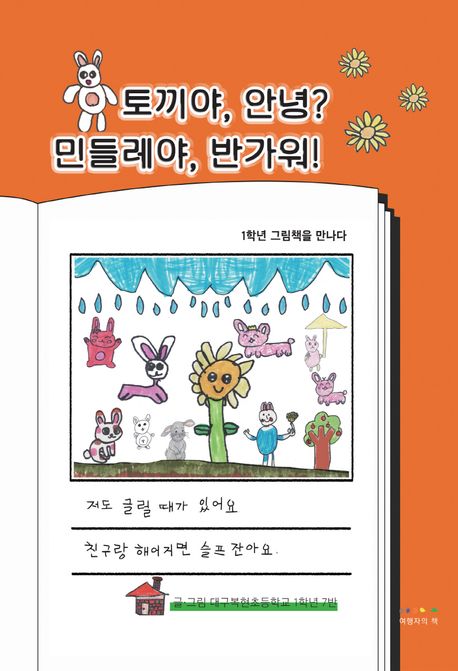 토끼야, 안녕?
민들레야, 반가워!
1학년 그림책을 만나다
저도 글릴 때가 있어요
친구랑 헤어지면 슬프잔아요.
글·그림 대구복현초등학교 1학년 7반
여행자의 책